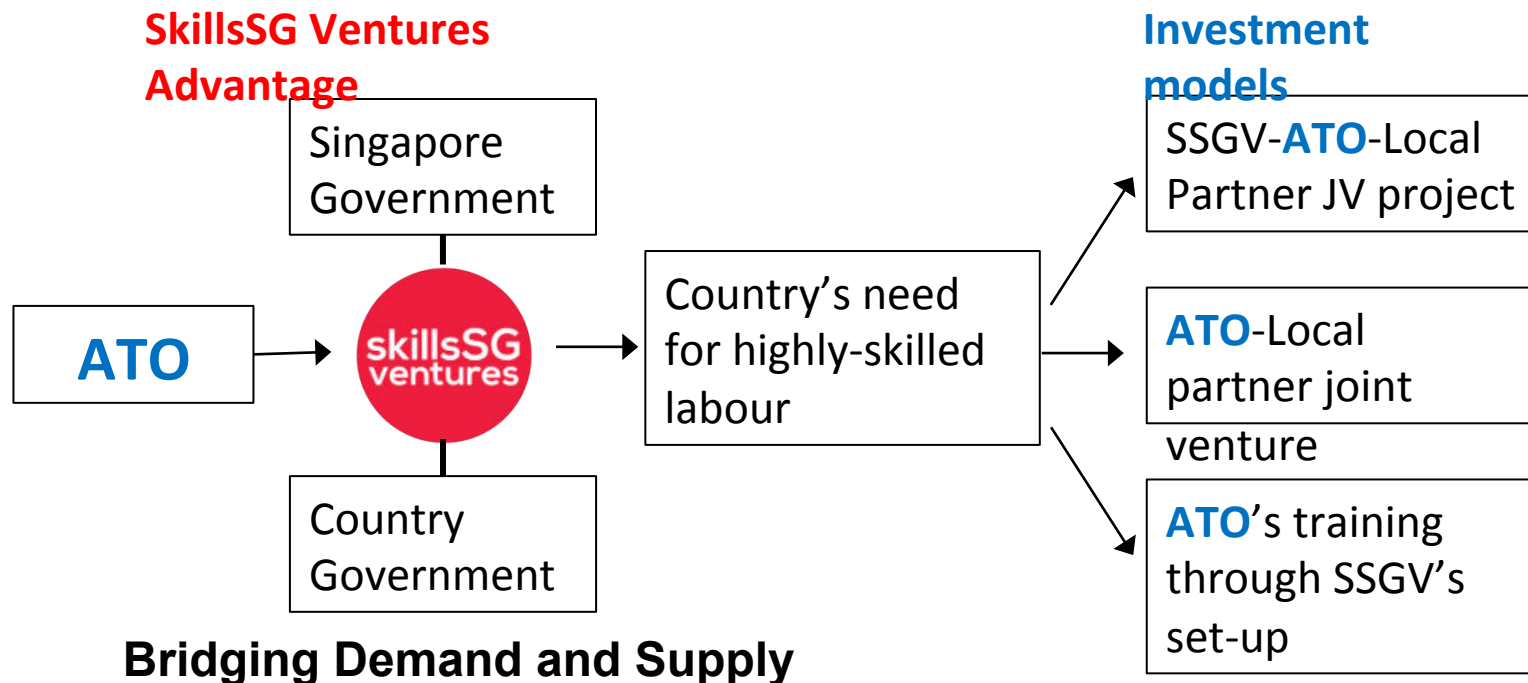 SkillsSG Ventures
Advantage
Investment
models
Singapore
Government
SSGV-ATO-Local
Partner JV project
ATO
skillsSG
ventures
Country's need
for highly-skilled
labour
ATO-Local
partner joint
venture
Country
Government
ATO's training
through SSGV's
set-up
Bridging Demand and Supply